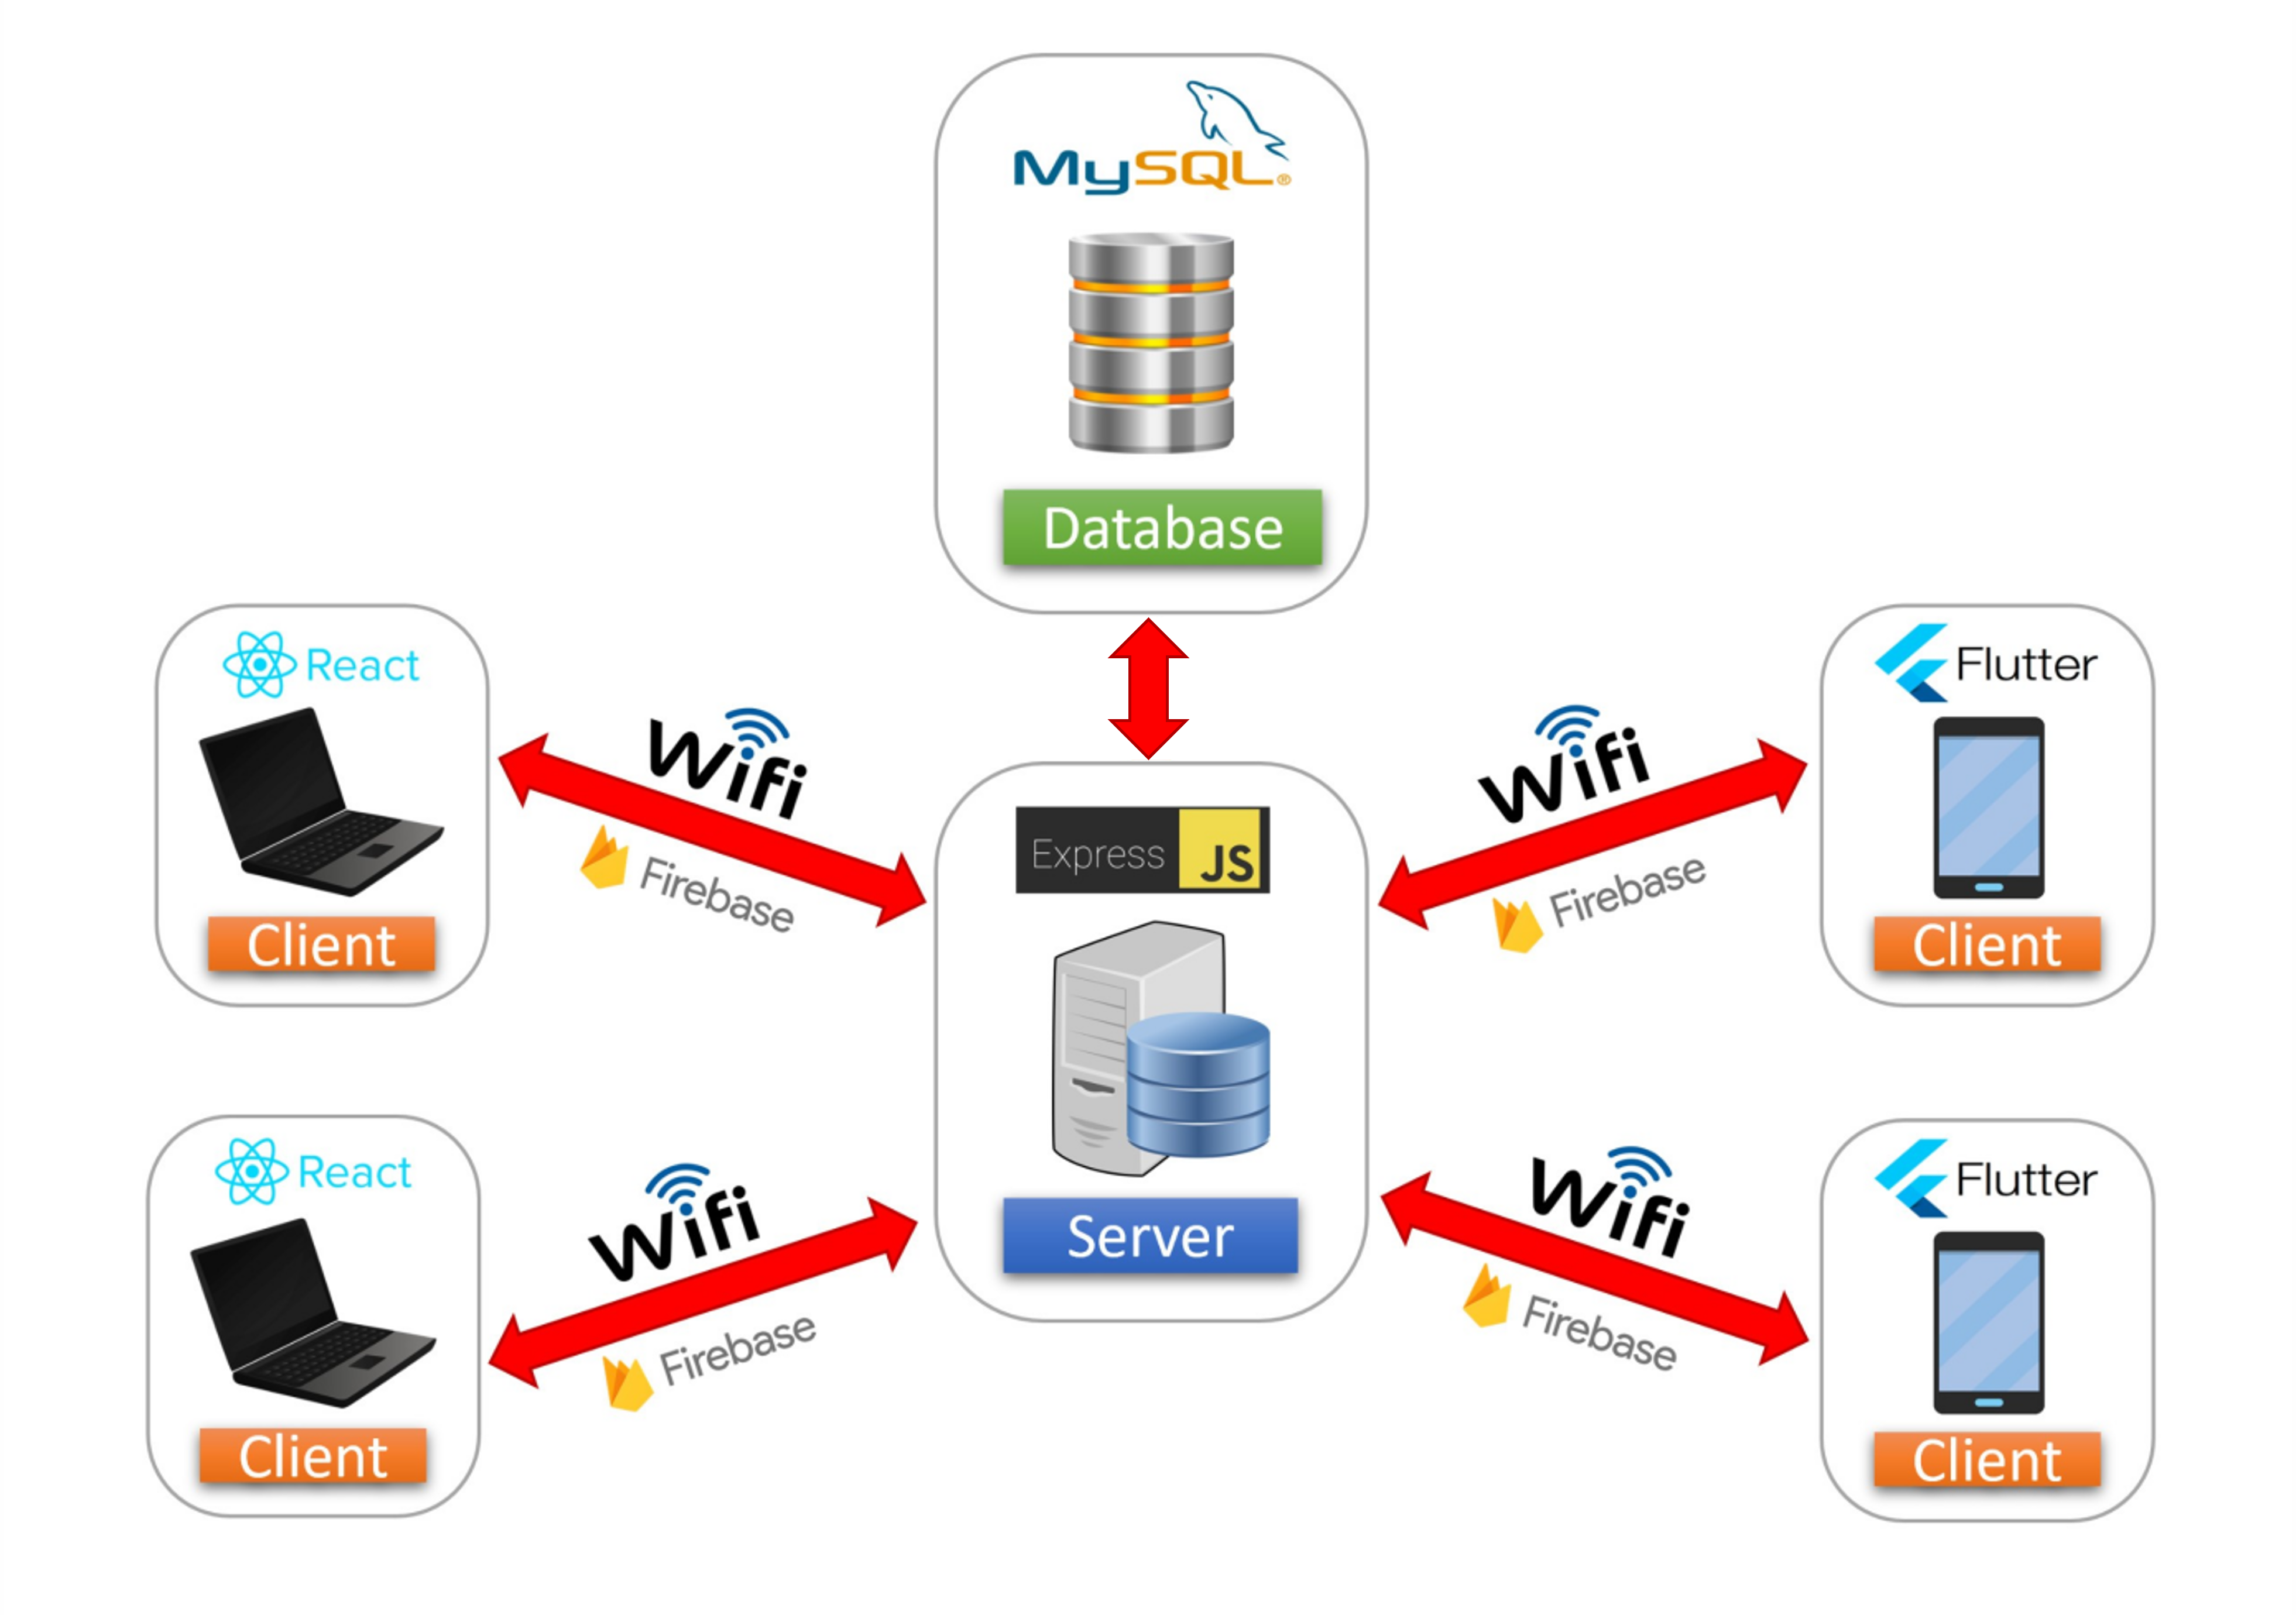 MySQL®
Database
React
Client
Wifi
Firebase
Express JS
Server
Wifi
Firebase
Flutter
Client
React
Client
Wifi
Firebase
Wifi
Firebase
Flutter
Client